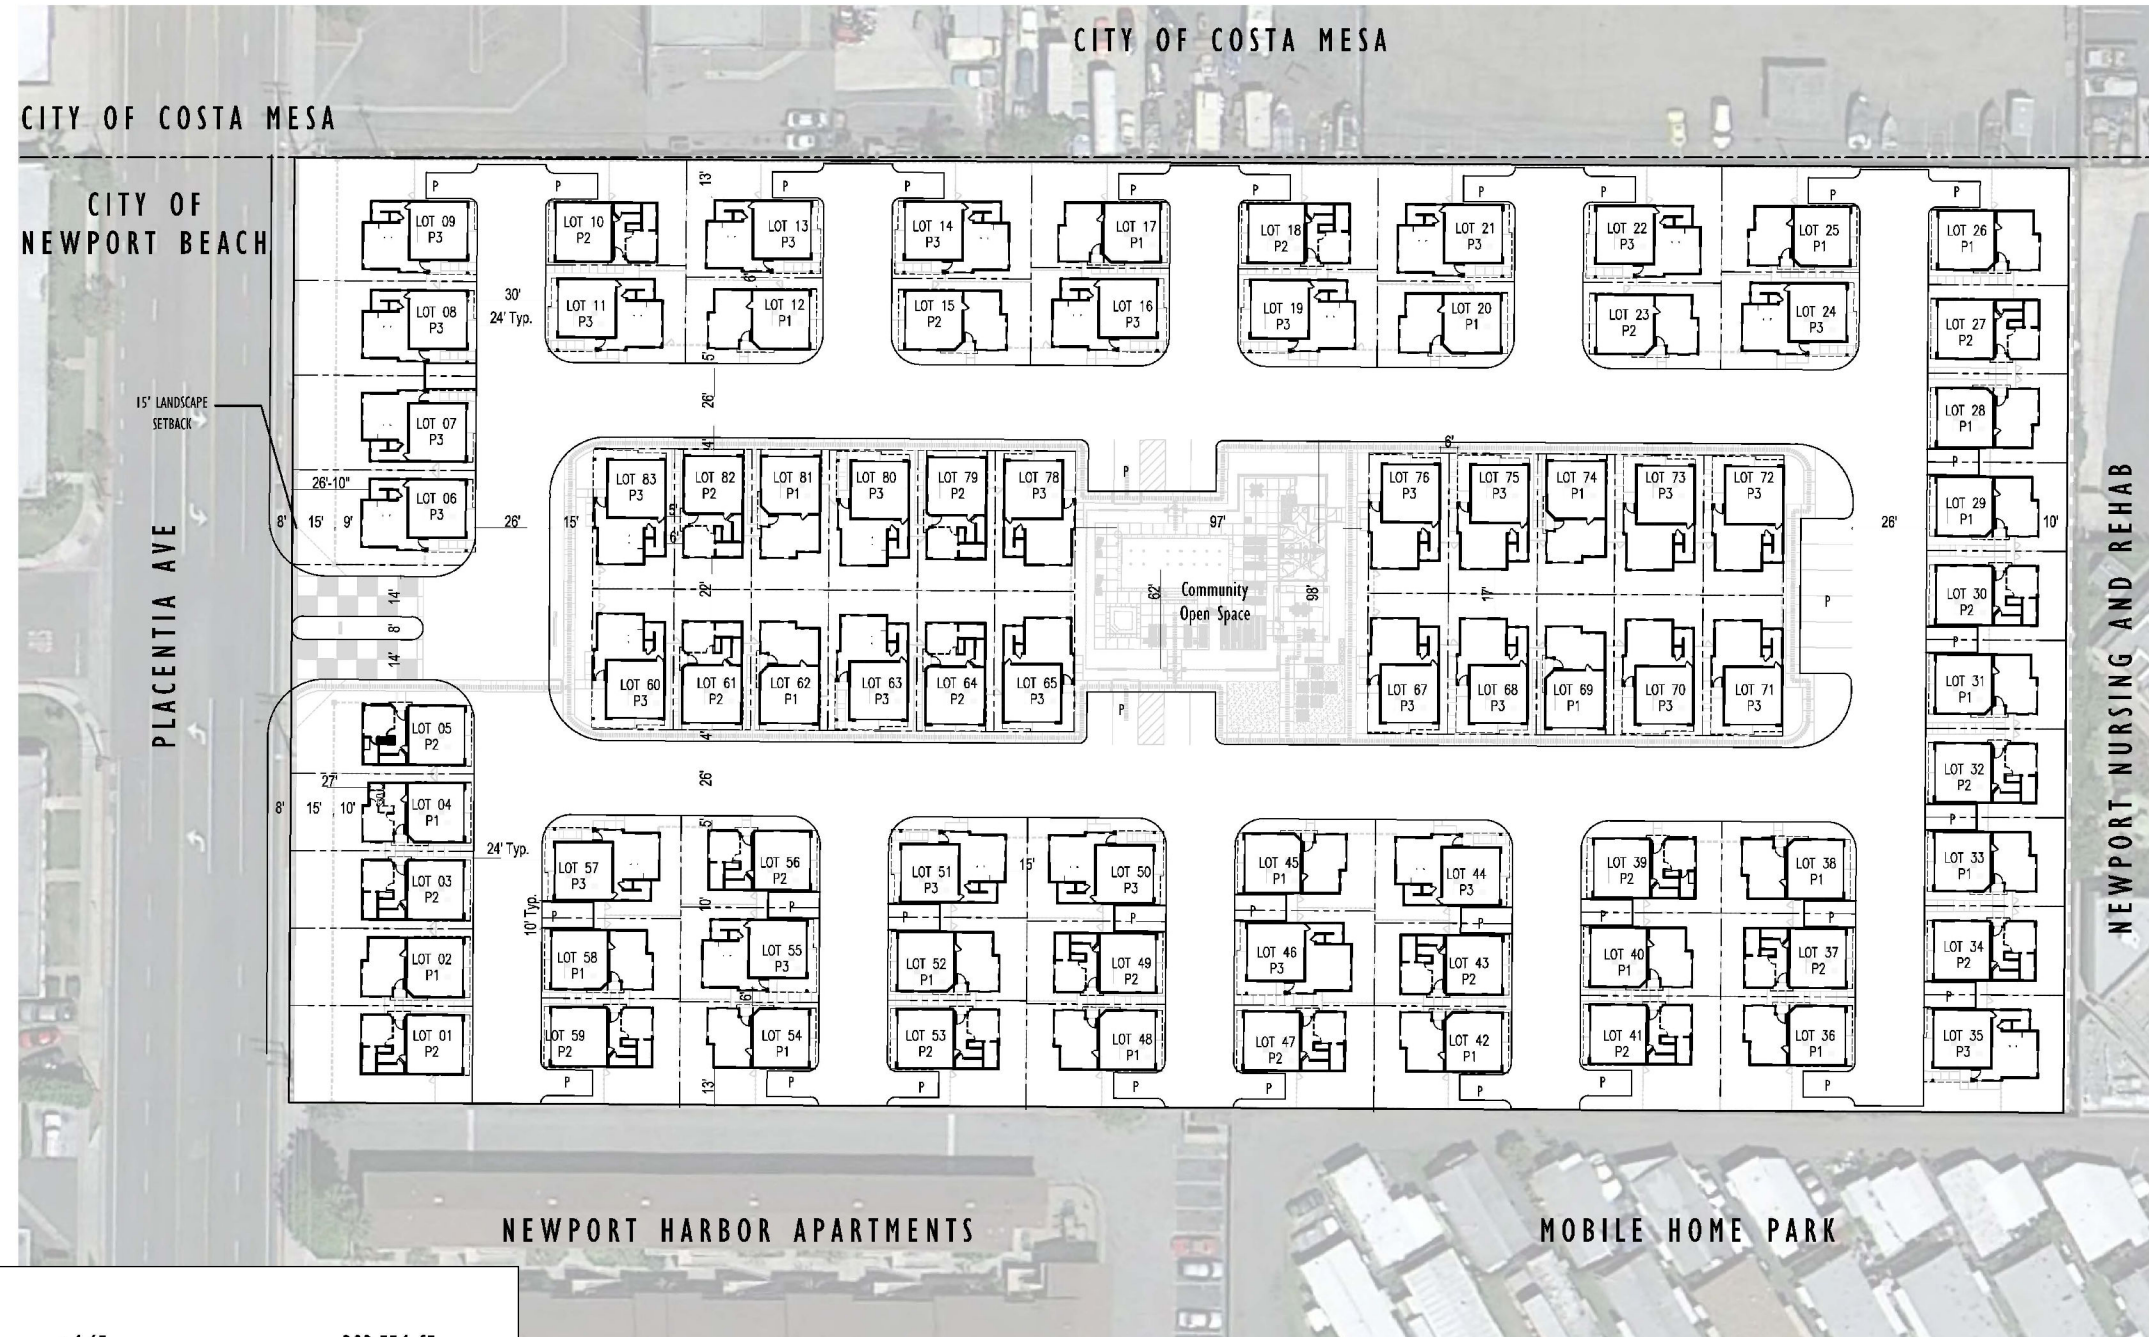 CITY OF COSTA MESA
CITY OF COSTA MESA
CITY OF
NEWPORT BEACH
15' LANDSCAPE
SETBACK
PLACENTIA AVE
NEWPORT NURSING AND REHAB
NEWPORT HARBOR APARTMENTS
MOBILE HOME PARK
P
P
13'
P
P
P
P
P
P
P
P
LOT 09
P3
LOT 10
P2
LOT 13
P3
LOT 14
P3
LOT 17
P1
LOT 18
P2
LOT 21
P3
LOT 22
P3
LOT 25
P1
LOT 26
P1
6'
LOT 08
P3
30'
24' Typ.
LOT 11
P3
LOT 12
P1
LOT 15
P2
LOT 16
P3
LOT 19
P3
LOT 20
P1
LOT 23
P2
LOT 24
P3
LOT 27
P2
5'
26'
4'
LOT 07
P3
LOT 28
P1
P
26'-10"
LOT 06
P3
8'
15'
9'
26'
15'
LOT 83
P3
LOT 82
P2
LOT 81
P1
LOT 80
P3
LOT 79
P2
LOT 78
P3
P
97'
LOT 76
P3
LOT 75
P3
LOT 74
P1
LOT 73
P3
LOT 72
P3
26'
LOT 29
P1
10'
6'
22'
62'
Community
Open Space
98'
17'
P
LOT 30
P2
P
14'
8'
14'
LOT 60
P3
LOT 61
P2
LOT 62
P1
LOT 63
P3
LOT 64
P2
LOT 65
P3
P
LOT 67
P3
LOT 68
P3
LOT 69
P1
LOT 70
P3
LOT 71
P3
LOT 31
P1
4'
LOT 05
P2
27'
26'
LOT 32
P2
P
8'
15'
10'
LOT 04
P1
5'
24' Typ.
LOT 57
P3
LOT 56
P2
LOT 51
P3
15'
LOT 50
P3
LOT 45
P1
LOT 44
P3
LOT 39
P2
LOT 38
P1
LOT 33
P1
LOT 03
P2
10' Typ.
P
10'
P
P
P
P
P
P
P
LOT 02
P1
LOT 58
P1
LOT 55
P3
LOT 52
P1
LOT 49
P2
LOT 46
P3
LOT 43
P2
LOT 40
P1
LOT 37
P2
LOT 34
P2
P
6'
LOT 01
P2
LOT 59
P2
LOT 54
P1
LOT 53
P2
LOT 48
P1
LOT 47
P2
LOT 42
P1
LOT 41
P2
LOT 36
P1
LOT 35
P3
P
13'
P
P
P
P
P
P
P